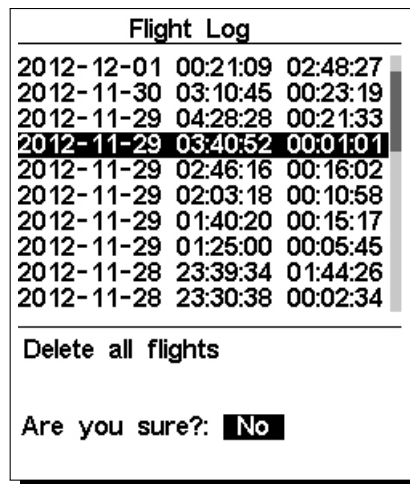 Flight Log
2012-12-01 00:21:09 02:48:27
2012-11-30 03:10:45 00:23:19
2012-11-29 04:28:28 00:21:33
2012-11-29 03:40:52 00:01:01
2012-11-29 02:46:16 00:16:02
2012-11-29 02:03:18 00:10:58
2012-11-29 01:40:20 00:15:17
2012-11-29 01:25:00 00:05:45
2012-11-28 23:39:34 01:44:26
2012-11-28 23:30:38 00:02:34
Delete all flights
Are you sure?: No